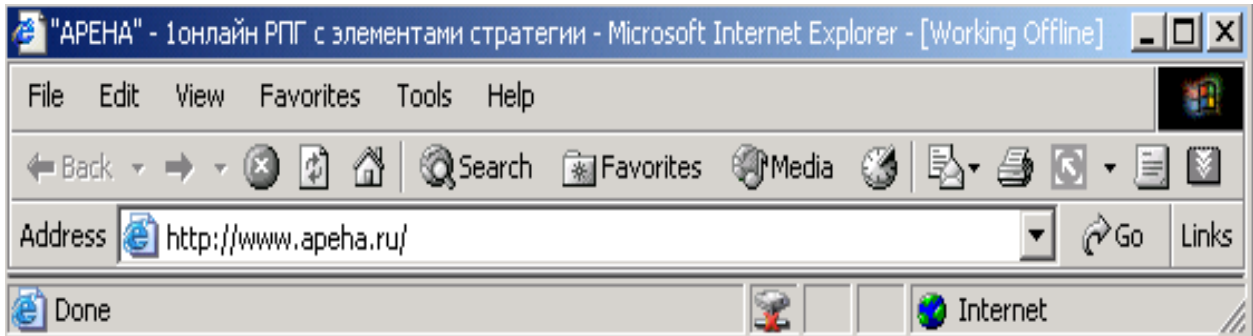 "АРЕНА" - 1онлайн РПГ с элементами стратегии - Microsoft Internet Explorer - [Working Offline]
File Edit View Favorites Tools Help
Back Search Favorites Media
Address http://www.apeha.ru/ Go Links
Done Internet